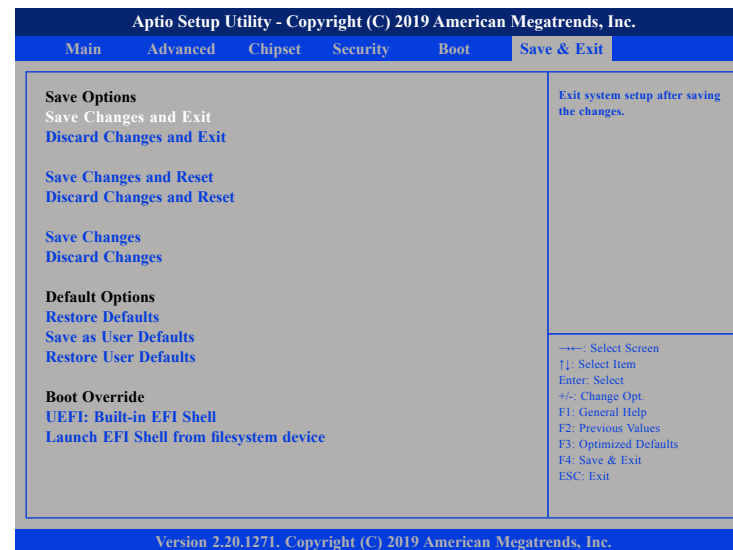 Aptio Setup Utility - Copyright (C) 2019 American Megatrends, Inc.
Main Advanced Chipset Security Boot Save & Exit
Save Options
Save Changes and Exit
Discard Changes and Exit
Save Changes and Reset
Discard Changes and Reset
Save Changes
Discard Changes
Default Options
Restore Defaults
Save as User Defaults
Restore User Defaults
Boot Override
UEFI: Built-in EFI Shell
Launch EFI Shell from filesystem device
Exit system setup after saving
the changes.
→←: Select Screen
↑↓: Select Item
Enter: Select
+/-: Change Opt.
F1: General Help
F2: Previous Values
F3: Optimized Defaults
F4: Save & Exit
ESC: Exit
Version 2.20.1271. Copyright (C) 2019 American Megatrends, Inc.